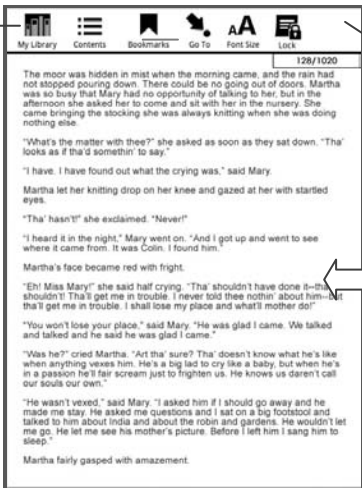 My Library Contents Bookmarks Go To Font Size Lock
128/1020
The moor was hidden in mist when the morning came, and the rain had
not stopped pouring down. There could be no going out of doors. Martha
was so busy that Mary had no opportunity of talking to her, but in the
afternoon she asked her to come and sit with her in the nursery. She
came bringing the stocking she was always knitting when she was doing
nothing else.
"What's the matter with thee?" she asked as soon as they sat down. "Tha'
looks as if tha'd somethin' to say."
"I have. I have found out what the crying was," said Mary.
Martha let her knitting drop on her knee and gazed at her with startled
eyes.
"Tha' hasn't!" she exclaimed. "Never!"
"I heard it in the night," Mary went on. "And I got up and went to see
where it came from. It was Colin. I found him."
Martha's face became red with fright.
"Eh! Miss Mary!" she said half crying. "Tha' shouldn't have done it--tha'
shouldn't! Tha'll get me in trouble. I never told thee nothin' about him--but
tha'll get me in trouble. I shall lose my place and what'll mother do!"
"You won't lose your place," said Mary. "He was glad I came. We talked
and talked and he said he was glad I came."
"Was he?" cried Martha. "Art tha' sure? Tha' doesn't know what he's like
when anything vexes him. He's a big lad to cry like a baby, but when he's
in a passion he'll fair scream just to frighten us. He knows us daren't call
our souls our own."
"He wasn't vexed," said Mary. "I asked him if I should go away and he
made me stay. He asked me questions and I sat on a big footstool and
talked to him about India and about the robin and gardens. He wouldn't let
me go. He let me see his mother's picture. Before I left him I sang him to
sleep."
Martha fairly gasped with amazement.